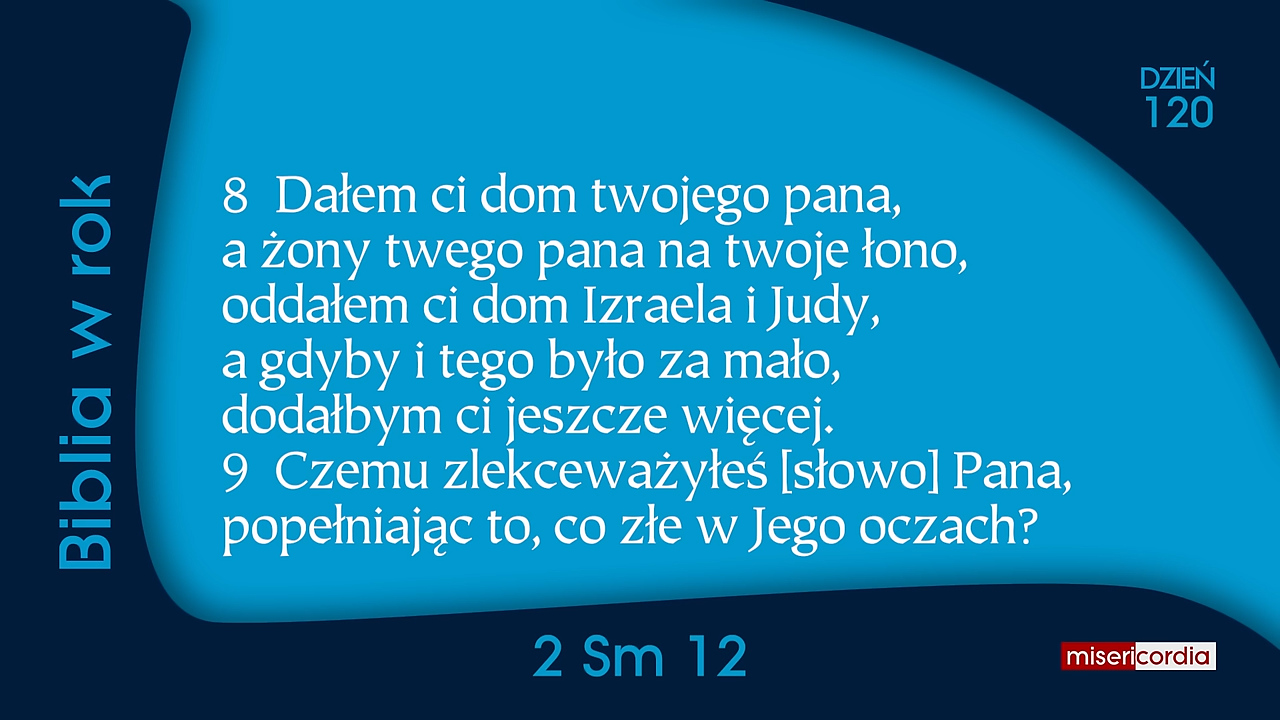 DZIEŃ
120
Biblia w rok
8 Dałem ci dom twojego pana,
a żony twego pana na twoje łono,
oddałem ci dom Izraela i Judy,
a gdyby i tego było za mało,
dodałbym ci jeszcze więcej.
9 Czemu zlekceważyłeś [słowo] Pana,
popełniając to, co złe w Jego oczach?
2 Sm 12
misericordia